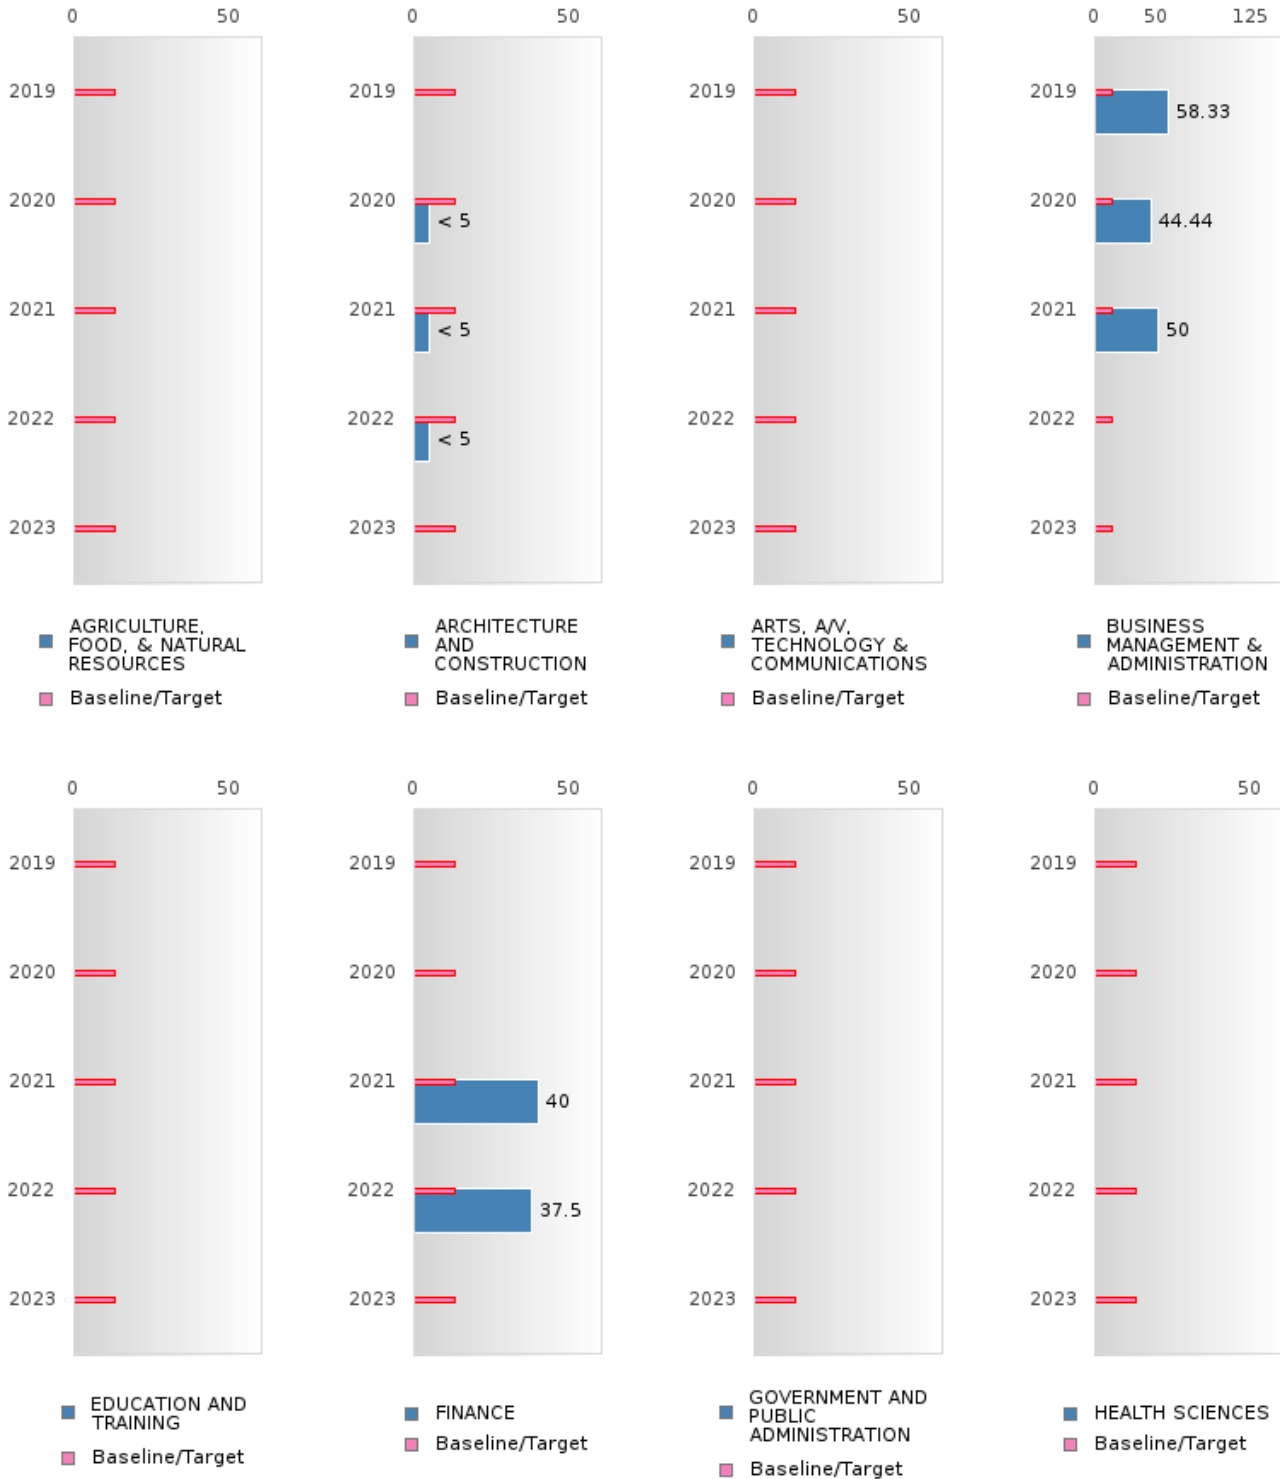 0 50
2019
2020
2021
2022
2023
AGRICULTURE,
FOOD, & NATURAL
RESOURCES
Baseline/Target
0 50
2019
2020
< 5
2021
< 5
2022
< 5
2023
ARCHITECTURE
AND
CONSTRUCTION
Baseline/Target
0 50
2019
2020
2021
2022
2023
ARTS, A/V,
TECHNOLOGY &
COMMUNICATIONS
Baseline/Target
0 50 125
2019
58.33
2020
44.44
2021
50
2022
2023
BUSINESS
MANAGEMENT &
ADMINISTRATION
Baseline/Target
0 50
2019
2020
2021
2022
2023
EDUCATION AND
TRAINING
Baseline/Target
0 50
2019
2020
2021
40
2022
37.5
2023
FINANCE
Baseline/Target
0 50
2019
2020
2021
2022
2023
GOVERNMENT AND
PUBLIC
ADMINISTRATION
Baseline/Target
0 50
2019
2020
2021
2022
2023
HEALTH SCIENCES
Baseline/Target